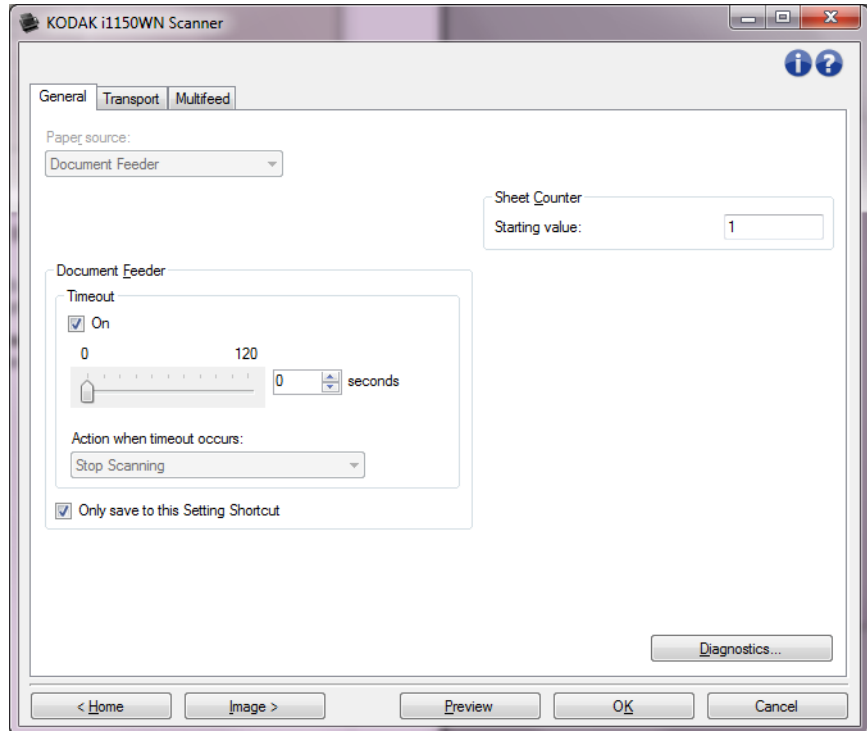 KODAK i1150WN Scanner
General Transport Multifeed
Paper source:
Document Feeder
Sheet Counter
Starting value: 1
Document Feeder
Timeout
On
0 120
0 seconds
Action when timeout occurs:
Stop Scanning
Only save to this Setting Shortcut
Diagnostics...
< Home Image > Preview OK Cancel